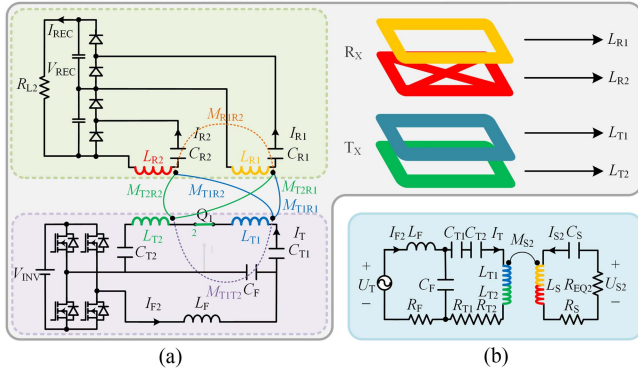 I_REC
V_REC
R_L2
M_R1R2
I_R2
I_R1
C_R2
C_R1
L_R2
L_R1
M_T2R2
M_T1R2
M_T2R1
M_T1R1
Q_1
L_T2
2
1
L_T1
I_T
C_T2
C_T1
V_INV
M_T1T2
C_F
I_F2
L_F
(a)
R_X
L_R1
L_R2
T_X
L_T1
L_T2
I_F2 L_F C_T1 C_T2 I_T M_S2 I_S2 C_S
+
U_T
−
C_F
L_T1
L_T2
L_S
R_EQ2
+
U_S2
−
R_F
R_T1
R_T2
R_S
(b)